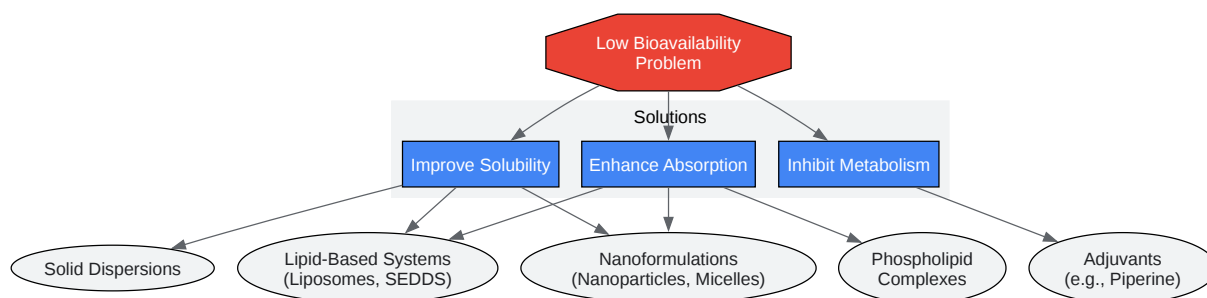 Low Bioavailability
Problem
Solutions
Improve Solubility
Enhance Absorption
Inhibit Metabolism
Solid Dispersions
Lipid-Based Systems
(Liposomes, SEDDS)
Nanoformulations
(Nanoparticles, Micelles)
Phospholipid
Complexes
Adjuvants
(e.g., Piperine)